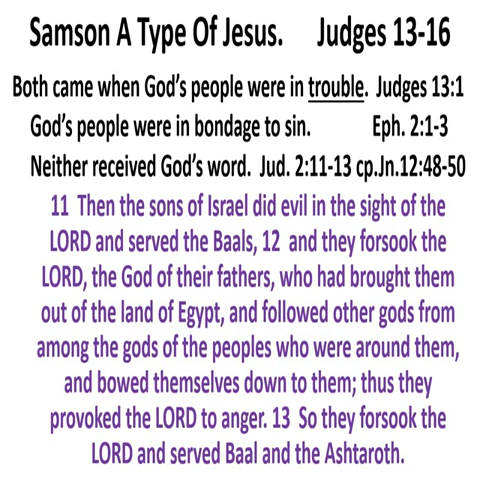 Samson A Type Of Jesus. Judges 13-16
Both came when God’s people were in trouble. Judges 13:1
God’s people were in bondage to sin. Eph. 2:1-3
Neither received God’s word. Jud. 2:11-13 cp.Jn.12:48-50
11 Then the sons of Israel did evil in the sight of the
LORD and served the Baals, 12 and they forsook the
LORD, the God of their fathers, who had brought them
out of the land of Egypt, and followed other gods from
among the gods of the peoples who were around them,
and bowed themselves down to them; thus they
provoked the LORD to anger. 13 So they forsook the
LORD and served Baal and the Ashtaroth.